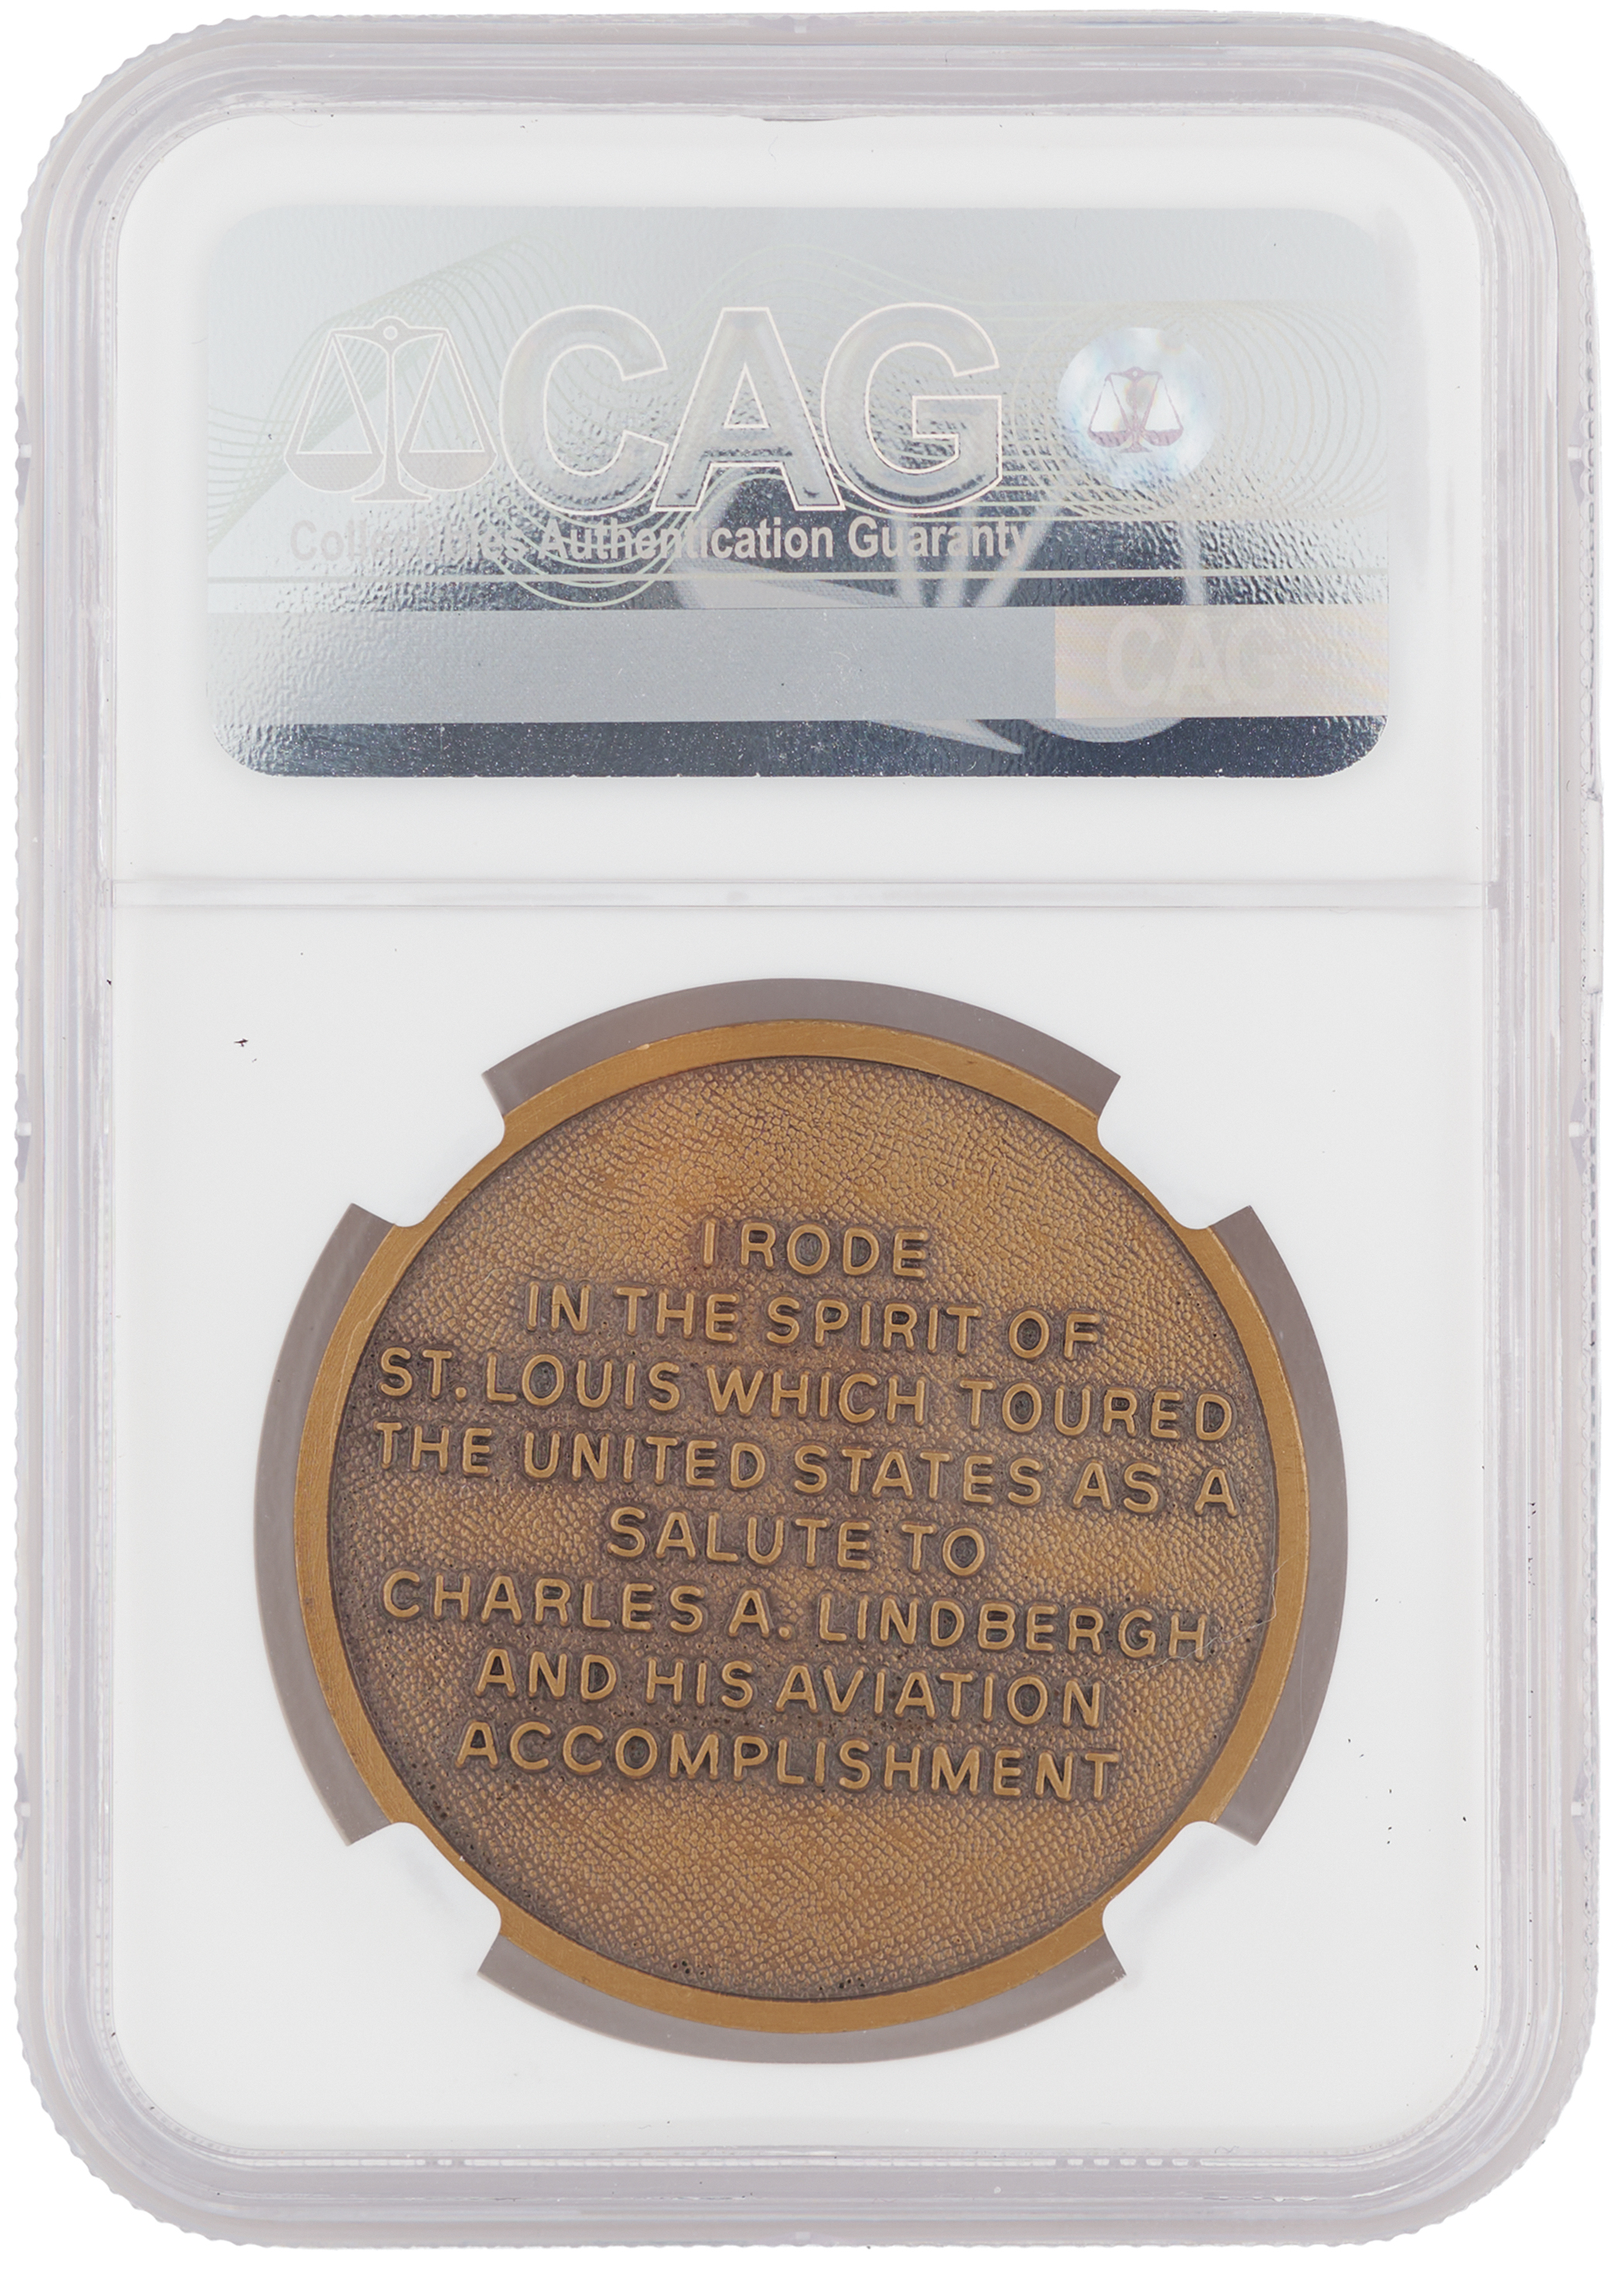 CAG
Collectibles Authentication Guaranty
CAG
I RODE
IN THE SPIRIT OF
ST. LOUIS WHICH TOURED
THE UNITED STATES AS A
SALUTE TO
CHARLES A. LINDBERGH
AND HIS AVIATION
ACCOMPLISHMENT